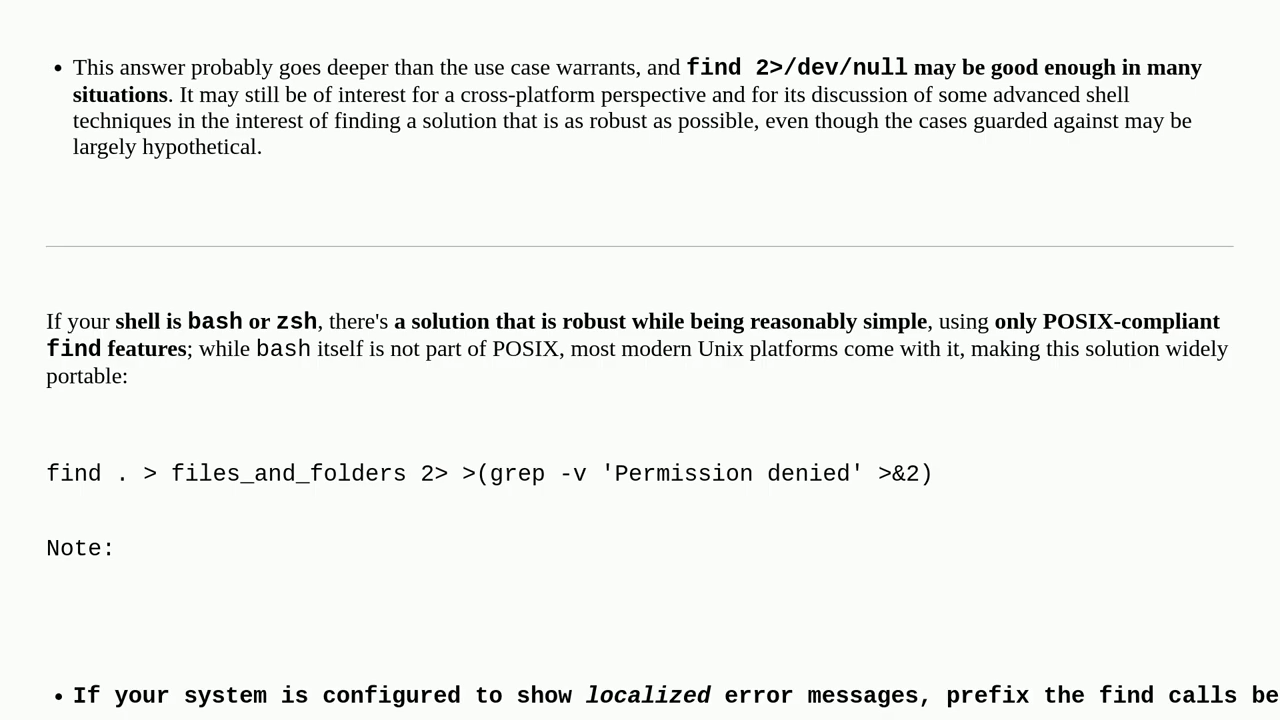 This answer probably goes deeper than the use case warrants, and find 2>/dev/null may be good enough in many
situations. It may still be of interest for a cross-platform perspective and for its discussion of some advanced shell
techniques in the interest of finding a solution that is as robust as possible, even though the cases guarded against may be
largely hypothetical.
If your shell is bash or zsh, there's a solution that is robust while being reasonably simple, using only POSIX-compliant
find features; while bash itself is not part of POSIX, most modern Unix platforms come with it, making this solution widely
portable:
find . > files_and_folders 2> >(grep -v 'Permission denied' >&2)
Note:
If your system is configured to show localized error messages, prefix the find calls be